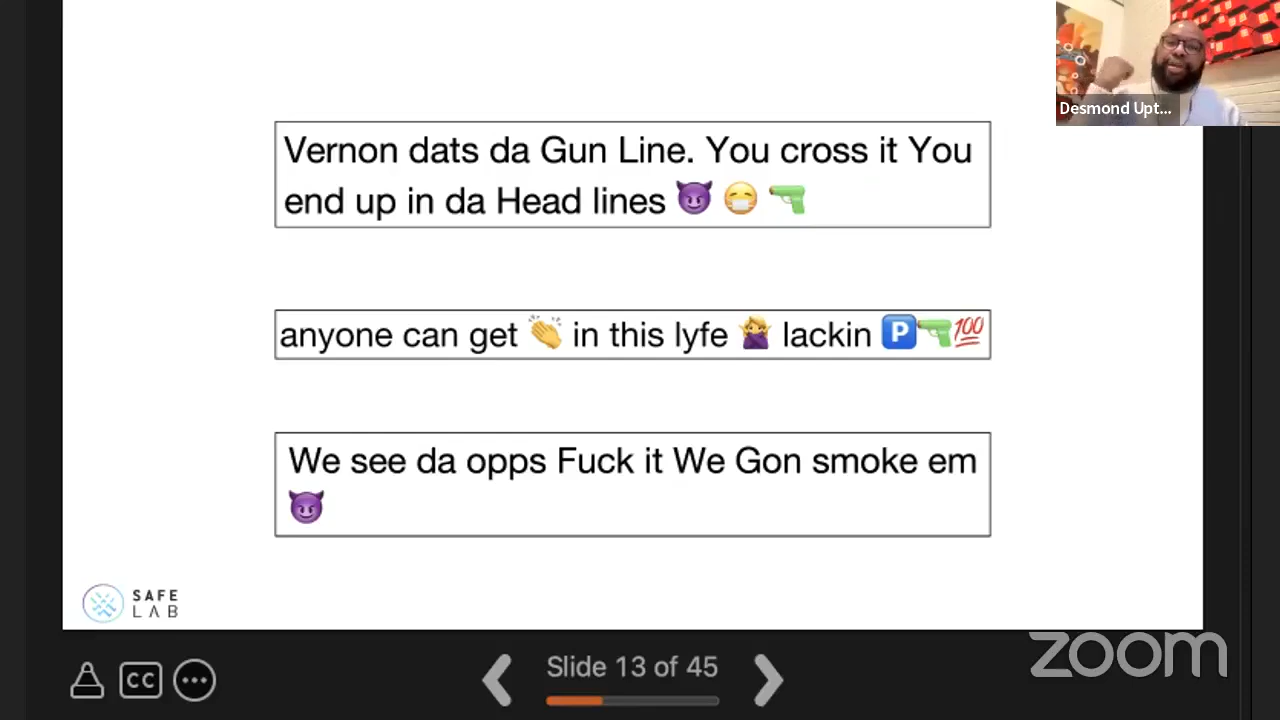 Desmond Upt...
Vernon dats da Gun Line. You cross it You
end up in da Head lines 😈 😷 🔫
anyone can get 👏 in this lyfe 🙅 lackin 🅿️🔫💯
We see da opps Fuck it We Gon smoke em
😈
SAFE
LAB
zoom
CC
Slide 13 of 45